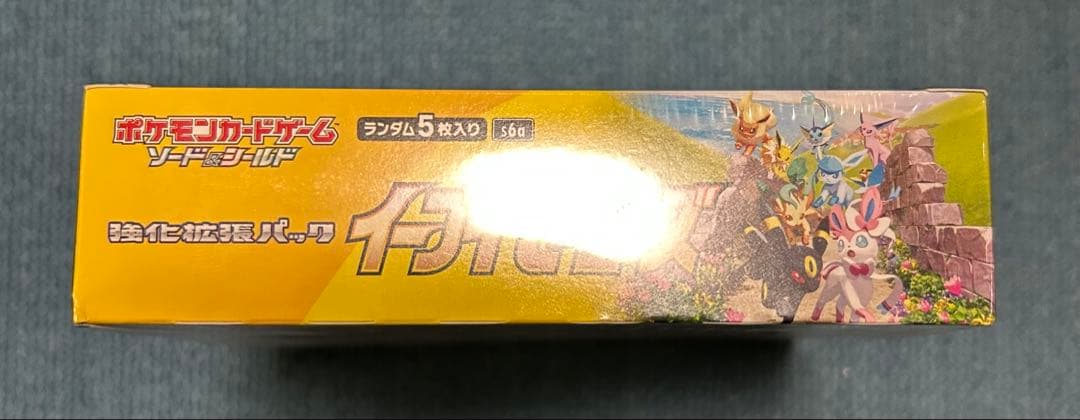 ポケモンカードゲーム
ソード&シールド
ランダム5枚入り
s6a
強化拡張パック